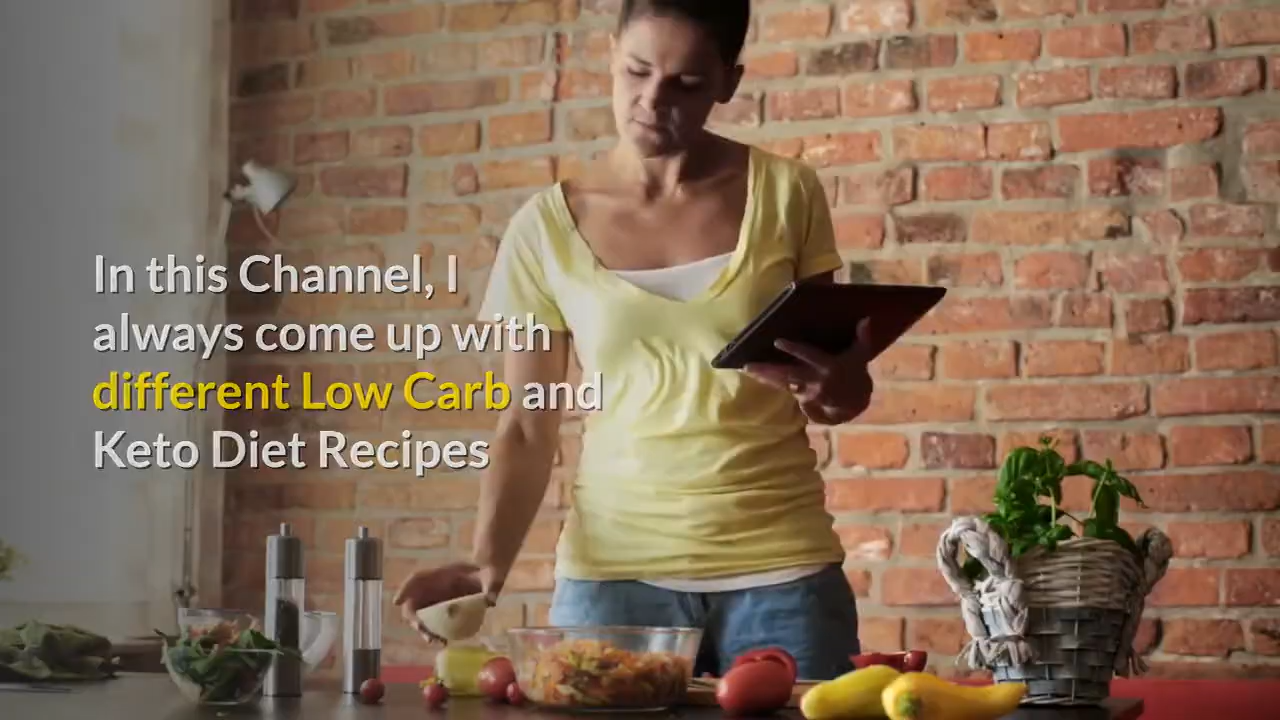 In this Channel, I
always come up with
different Low Carb and
Keto Diet Recipes